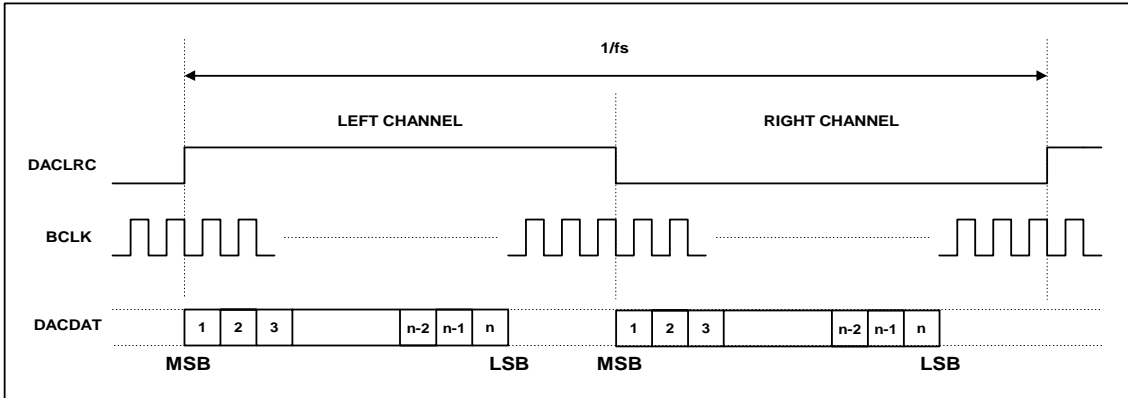 1/fs
LEFT CHANNEL RIGHT CHANNEL
DACLRC
BCLK
DACDAT 1 2 3 n-2 n-1 n 1 2 3 n-2 n-1 n
MSB LSB MSB LSB